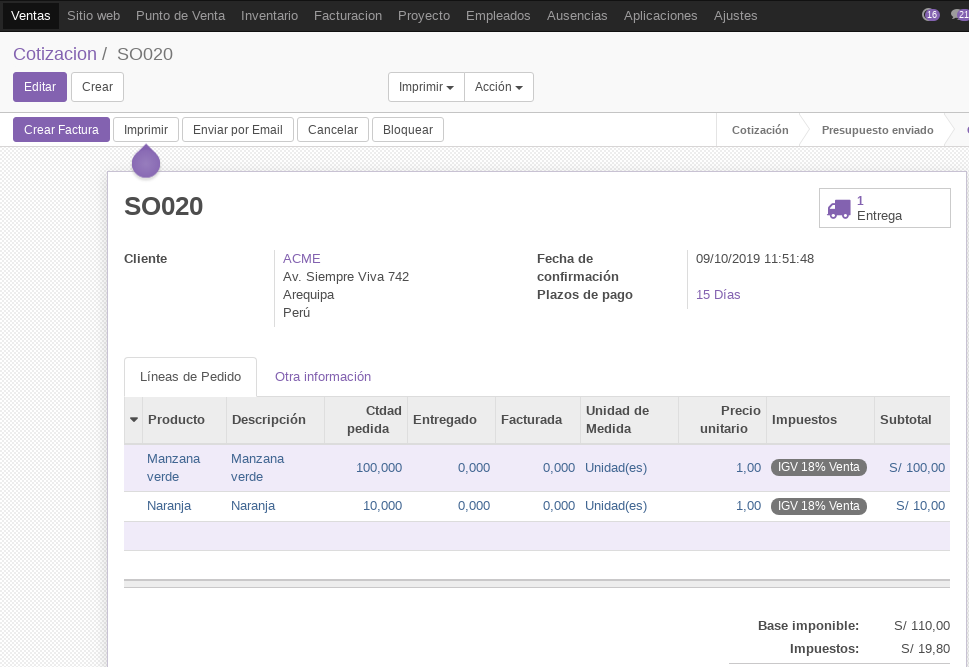 Ventas Sitio web Punto de Venta Inventario Facturacion Proyecto Empleados Ausencias Aplicaciones Ajustes 16 21
Cotizacion / SO020
Editar Crear Imprimir Acción
Crear Factura Imprimir Enviar por Email Cancelar Bloquear Cotización Presupuesto enviado
SO020
1
Entrega
Cliente ACME Fecha de confirmación 09/10/2019 11:51:48
Av. Siempre Viva 742
Arequipa Plazos de pago 15 Días
Perú
Líneas de Pedido Otra información
Producto Descripción Ctdad pedida Entregado Facturada Unidad de Medida Precio unitario Impuestos Subtotal
Manzana verde Manzana verde 100,000 0,000 0,000 Unidad(es) 1,00 IGV 18% Venta S/ 100,00
Naranja Naranja 10,000 0,000 0,000 Unidad(es) 1,00 IGV 18% Venta S/ 10,00
Base imponible: S/ 110,00
Impuestos: S/ 19,80